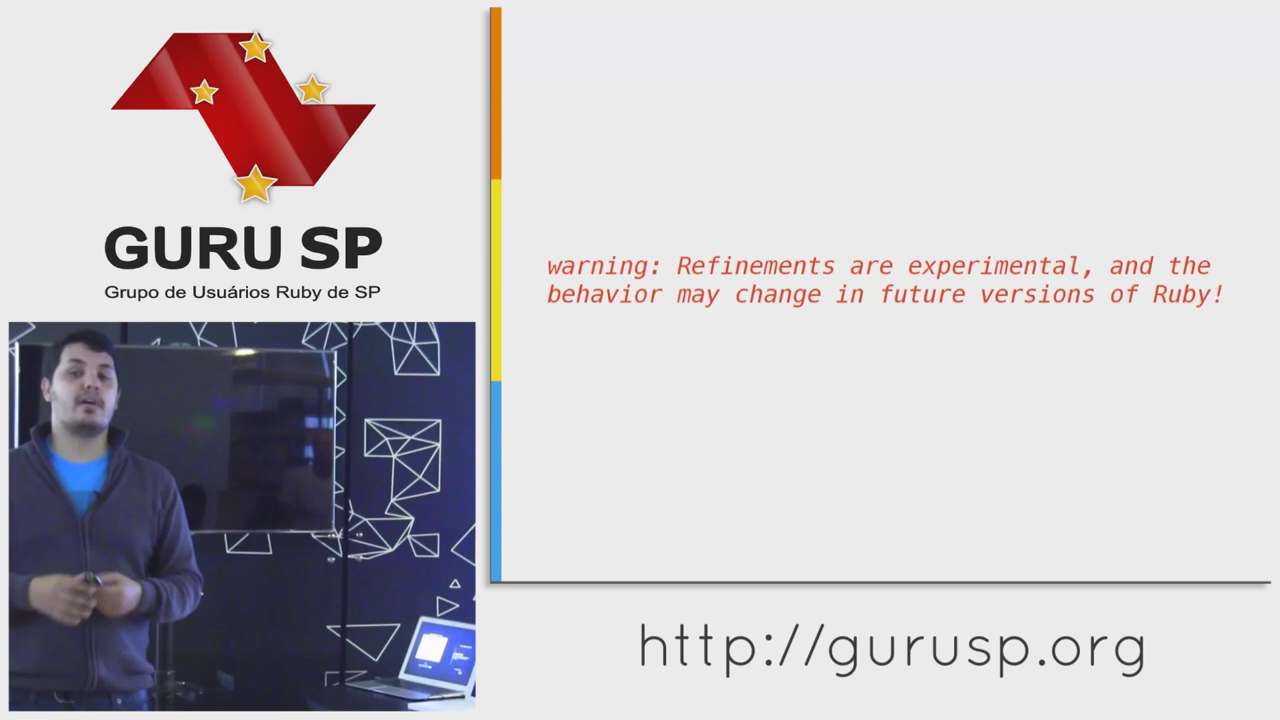 GURU SP
Grupo de Usuários Ruby de SP
warning: Refinements are experimental, and the
behavior may change in future versions of Ruby!
http://gurusp.org